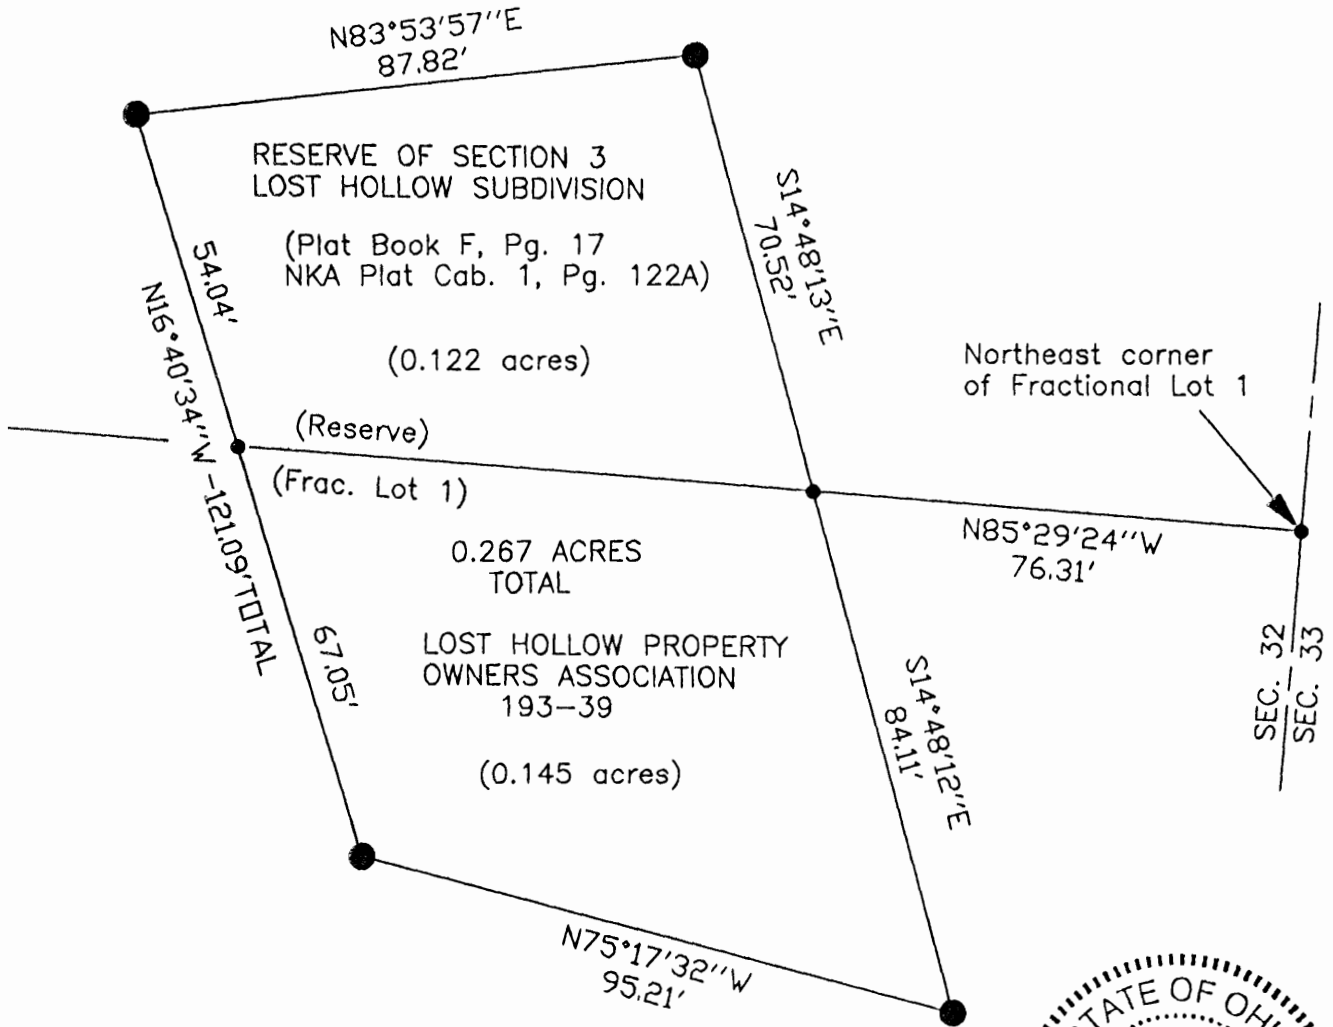 N83°53'57"E
87.82'
RESERVE OF SECTION 3
LOST HOLLOW SUBDIVISION
(Plat Book F, Pg. 17
NKA Plat Cab. 1, Pg. 122A)
(0.122 acres)
54.04'
N16°40'34"W -121.09'TOTAL
S14°48'13"E
70.52'
Northeast corner
of Fractional Lot 1
(Reserve)
(Frac. Lot 1)
N85°29'24"W
76.31'
0.267 ACRES
TOTAL
67.05'
LOST HOLLOW PROPERTY
OWNERS ASSOCIATION
193-39
(0.145 acres)
S14°48'12"E
84.11'
SEC. 32
SEC. 33
N75°17'32"W
95.21'
STATE OF OH